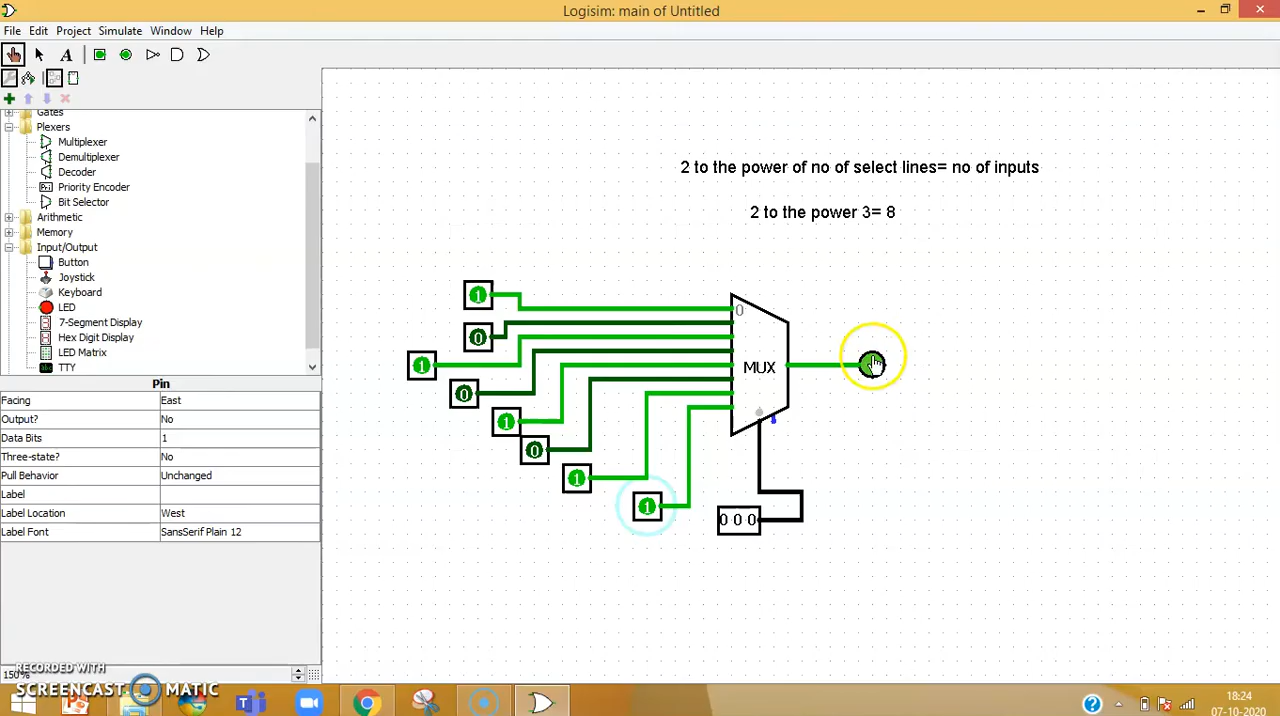 Logisim: main of Untitled
File Edit Project Simulate Window Help
A
Gates
Plexers
Multiplexer
Demultiplexer
Decoder
Priority Encoder
Bit Selector
Arithmetic
Memory
Input/Output
Button
Joystick
Keyboard
LED
7-Segment Display
Hex Digit Display
LED Matrix
TTY
Pin
Facing East
Output? No
Data Bits 1
Three-state? No
Pull Behavior Unchanged
Label
Label Location West
Label Font SansSerif Plain 12
2 to the power of no of select lines= no of inputs
2 to the power 3= 8
1
0
0
1
MUX
0
1
0
1
1
0 0 0
150%
RECORDED WITH
SCREENCAST MATIC
18:24
07-10-2020